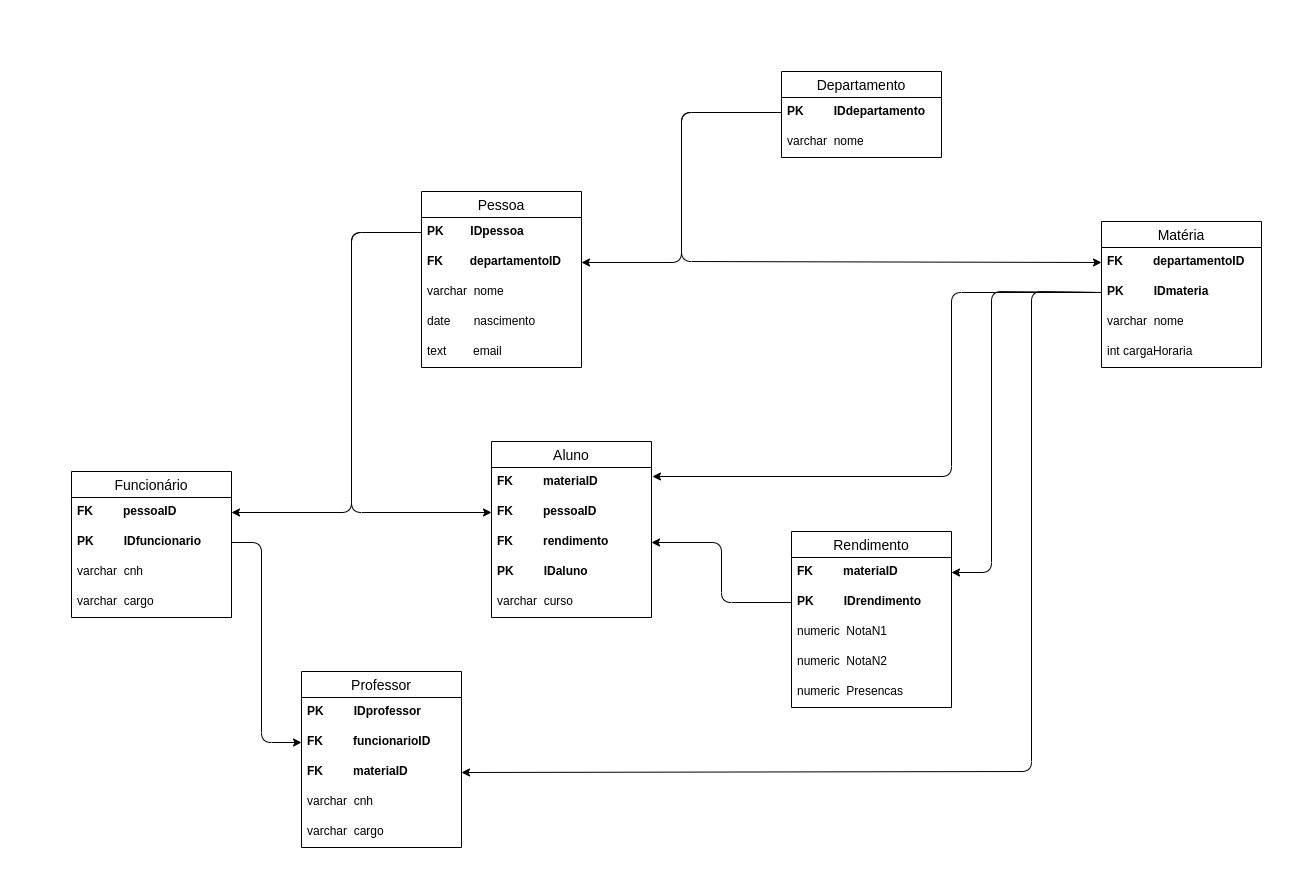 Departamento
PK IDdepartamento
varchar nome
Pessoa
PK IDpessoa
FK departamentoID
varchar nome
date nascimento
text email
Matéria
FK departamentoID
PK IDmateria
varchar nome
int cargaHoraria
Aluno
FK materiaID
FK pessoaID
FK rendimento
PK IDaluno
varchar curso
Funcionário
FK pessoaID
PK IDfuncionario
varchar cnh
varchar cargo
Rendimento
FK materiaID
PK IDrendimento
numeric NotaN1
numeric NotaN2
numeric Presencas
Professor
PK IDprofessor
FK funcionarioID
FK materiaID
varchar cnh
varchar cargo